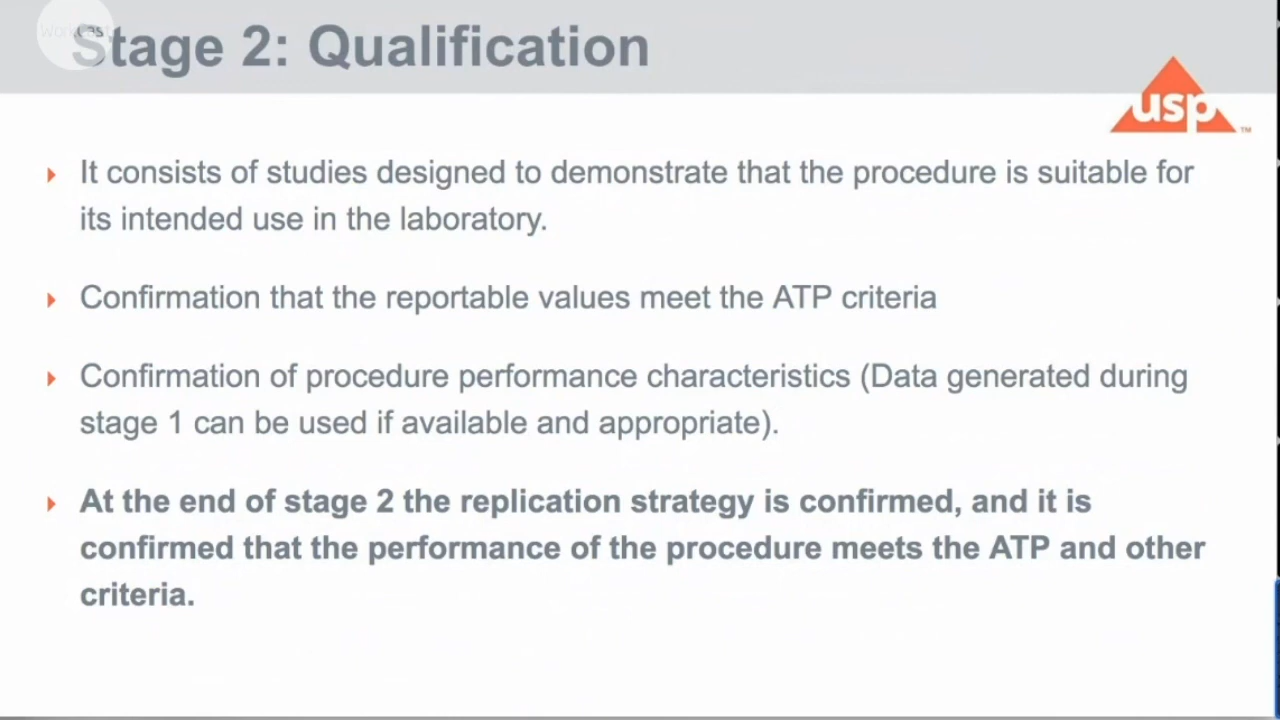 WorkCast
Stage 2: Qualification
usp
TM
It consists of studies designed to demonstrate that the procedure is suitable for
its intended use in the laboratory.
Confirmation that the reportable values meet the ATP criteria
Confirmation of procedure performance characteristics (Data generated during
stage 1 can be used if available and appropriate).
At the end of stage 2 the replication strategy is confirmed, and it is
confirmed that the performance of the procedure meets the ATP and other
criteria.